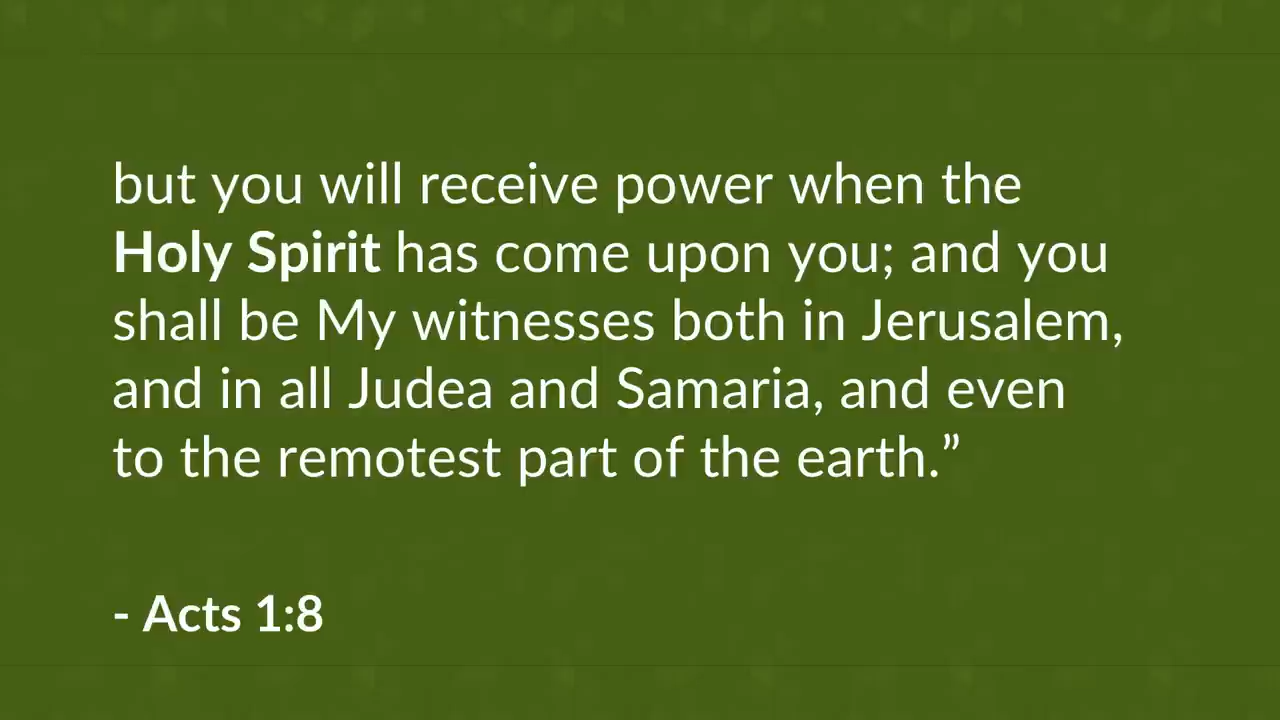 but you will receive power when the
Holy Spirit has come upon you; and you
shall be My witnesses both in Jerusalem,
and in all Judea and Samaria, and even
to the remotest part of the earth.”
- Acts 1:8